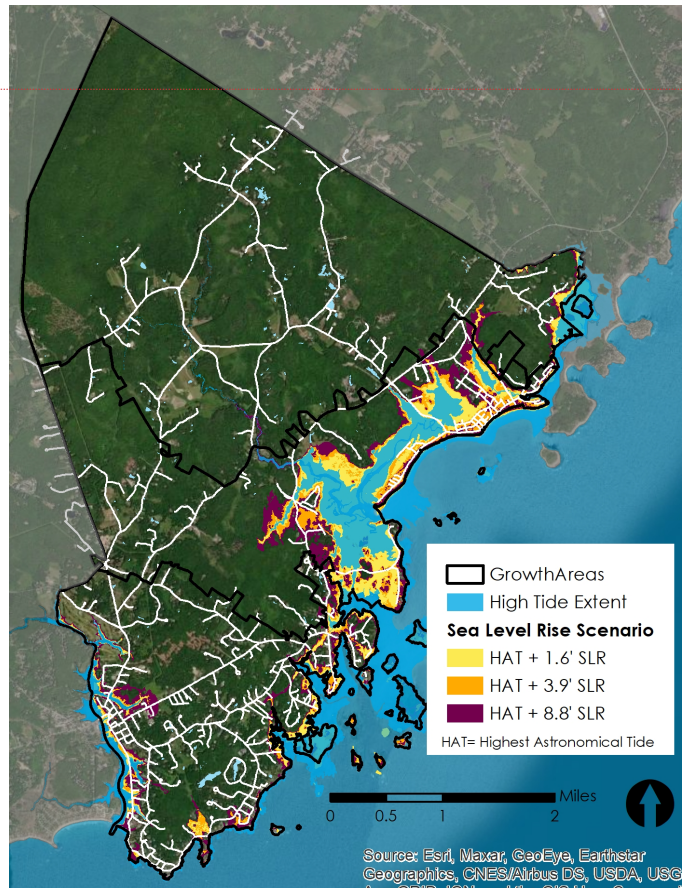 GrowthAreas
High Tide Extent
Sea Level Rise Scenario
HAT + 1.6' SLR
HAT + 3.9' SLR
HAT + 8.8' SLR
HAT= Highest Astronomical Tide
Miles
0 0.5 1 2
Source: Esri, Maxar, GeoEye, Earthstar
Geographics, CNES/Airbus DS, USDA, USG